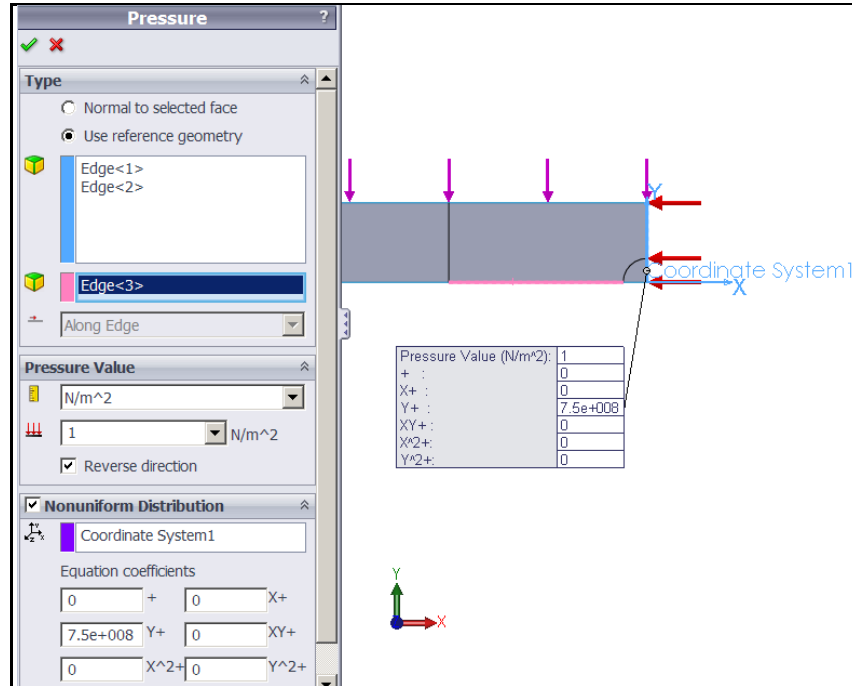 Pressure ?
Type
Normal to selected face
Use reference geometry
Edge<1>
Edge<2>
Edge<3>
Along Edge
Pressure Value
N/m^2
1 N/m^2
Reverse direction
Nonuniform Distribution
Coordinate System1
Equation coefficients
0 + 0 X+
7.5e+008 Y+ 0 XY+
0 X^2+ 0 Y^2+
Y
Coordinate System1
X
Pressure Value (N/m^2): 1
+ : 0
X+ : 0
Y+ : 7.5e+008
XY+: 0
X^2+: 0
Y^2+: 0
Y
X